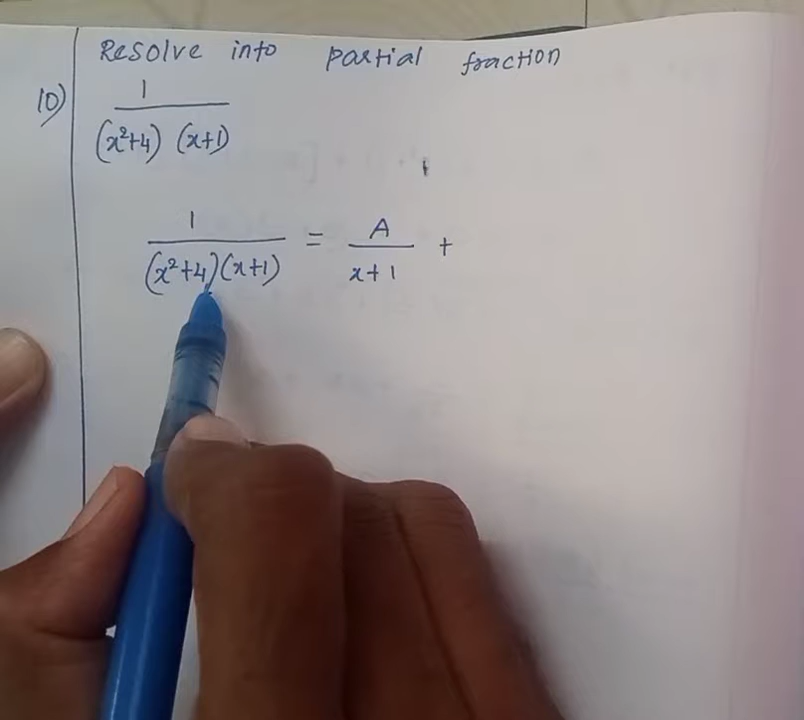 Resolve into partial fraction
10) 1
(x²+4) (x+1)
1 = A +
(x²+4)(x+1) x+1